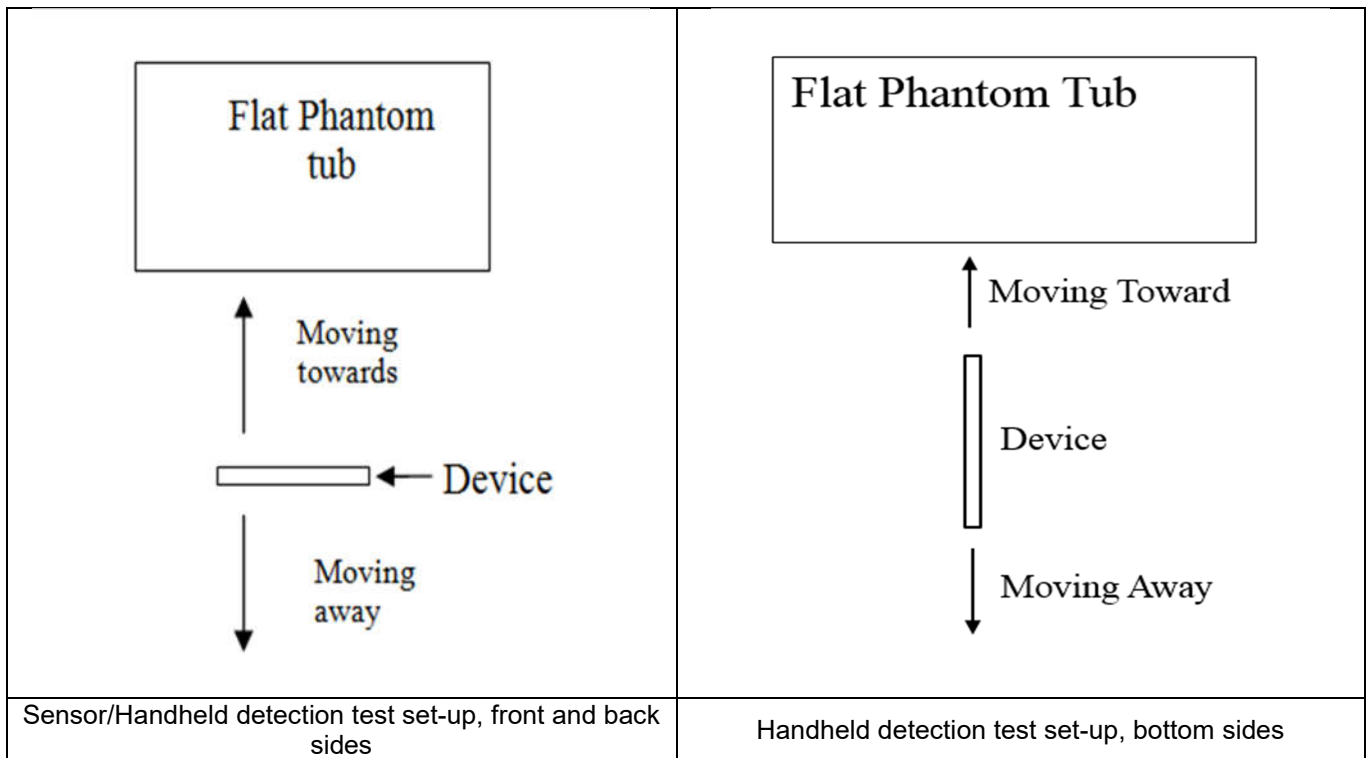 Flat Phantom
tub
Moving
towards
Device
Moving
away
Sensor/Handheld detection test set-up, front and back
sides
Flat Phantom Tub
Moving Toward
Device
Moving Away
Handheld detection test set-up, bottom sides